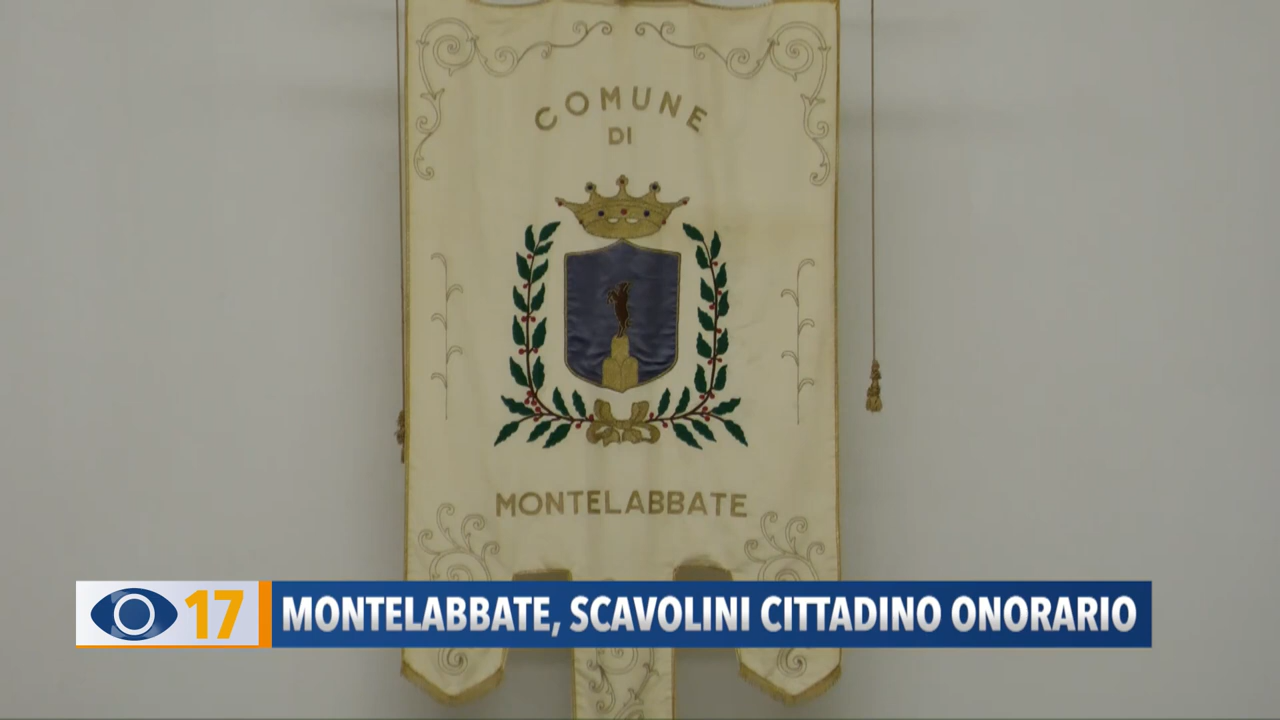 COMUNE
DI
MONTELABBATE
17 MONTELABBATE, SCAVOLINI CITTADINO ONORARIO